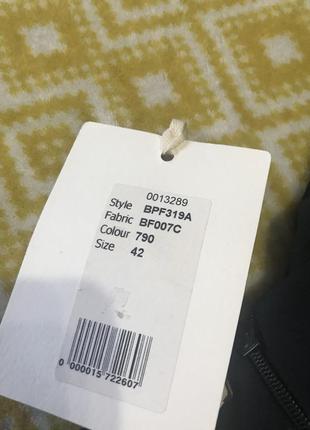 0013289
Style BPF319A
Fabric BF007C
Colour 790
Size 42
0 000015 722607